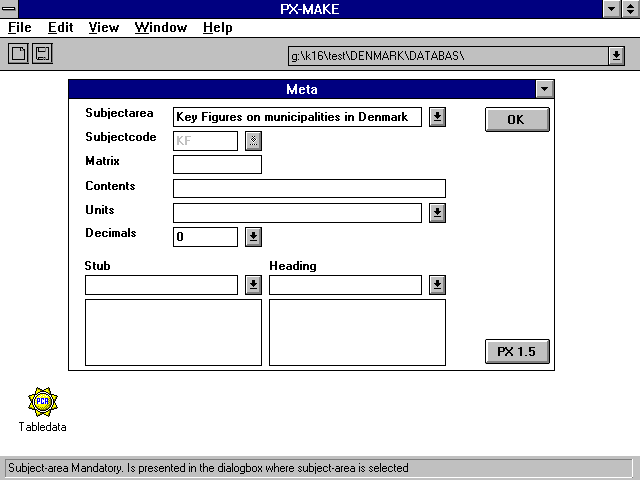 PX-MAKE
File Edit View Window Help
g:\k16\test\DENMARK\DATABAS\
Meta
Subjectarea Key Figures on municipalities in Denmark OK
Subjectcode KF
Matrix
Contents
Units
Decimals 0
Stub Heading
PX 1.5
PCA
Tabledata
Subject-area Mandatory. Is presented in the dialogbox where subject-area is selected